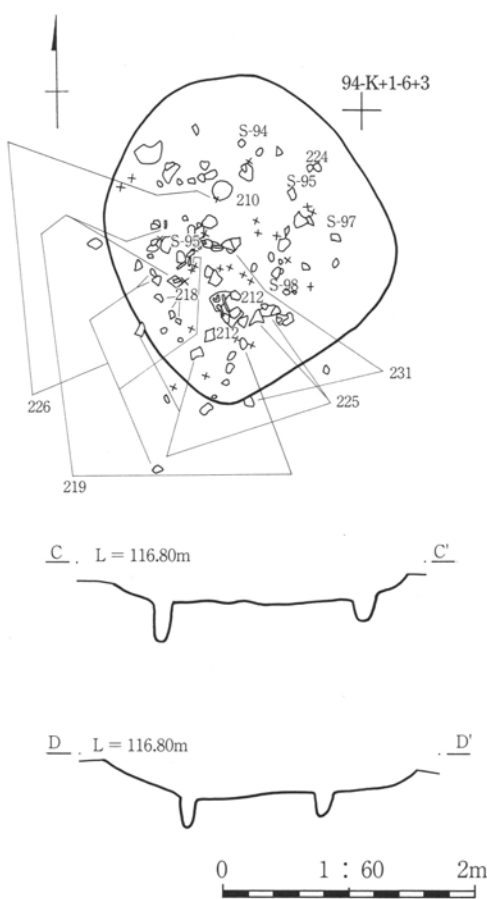 94-K+1-6+3
S-94
224
S-95
210
S-97
S-95
S-98
218
212
212
231
226
225
219
C L = 116.80m C'
D L = 116.80m D'
0 1 : 60 2m